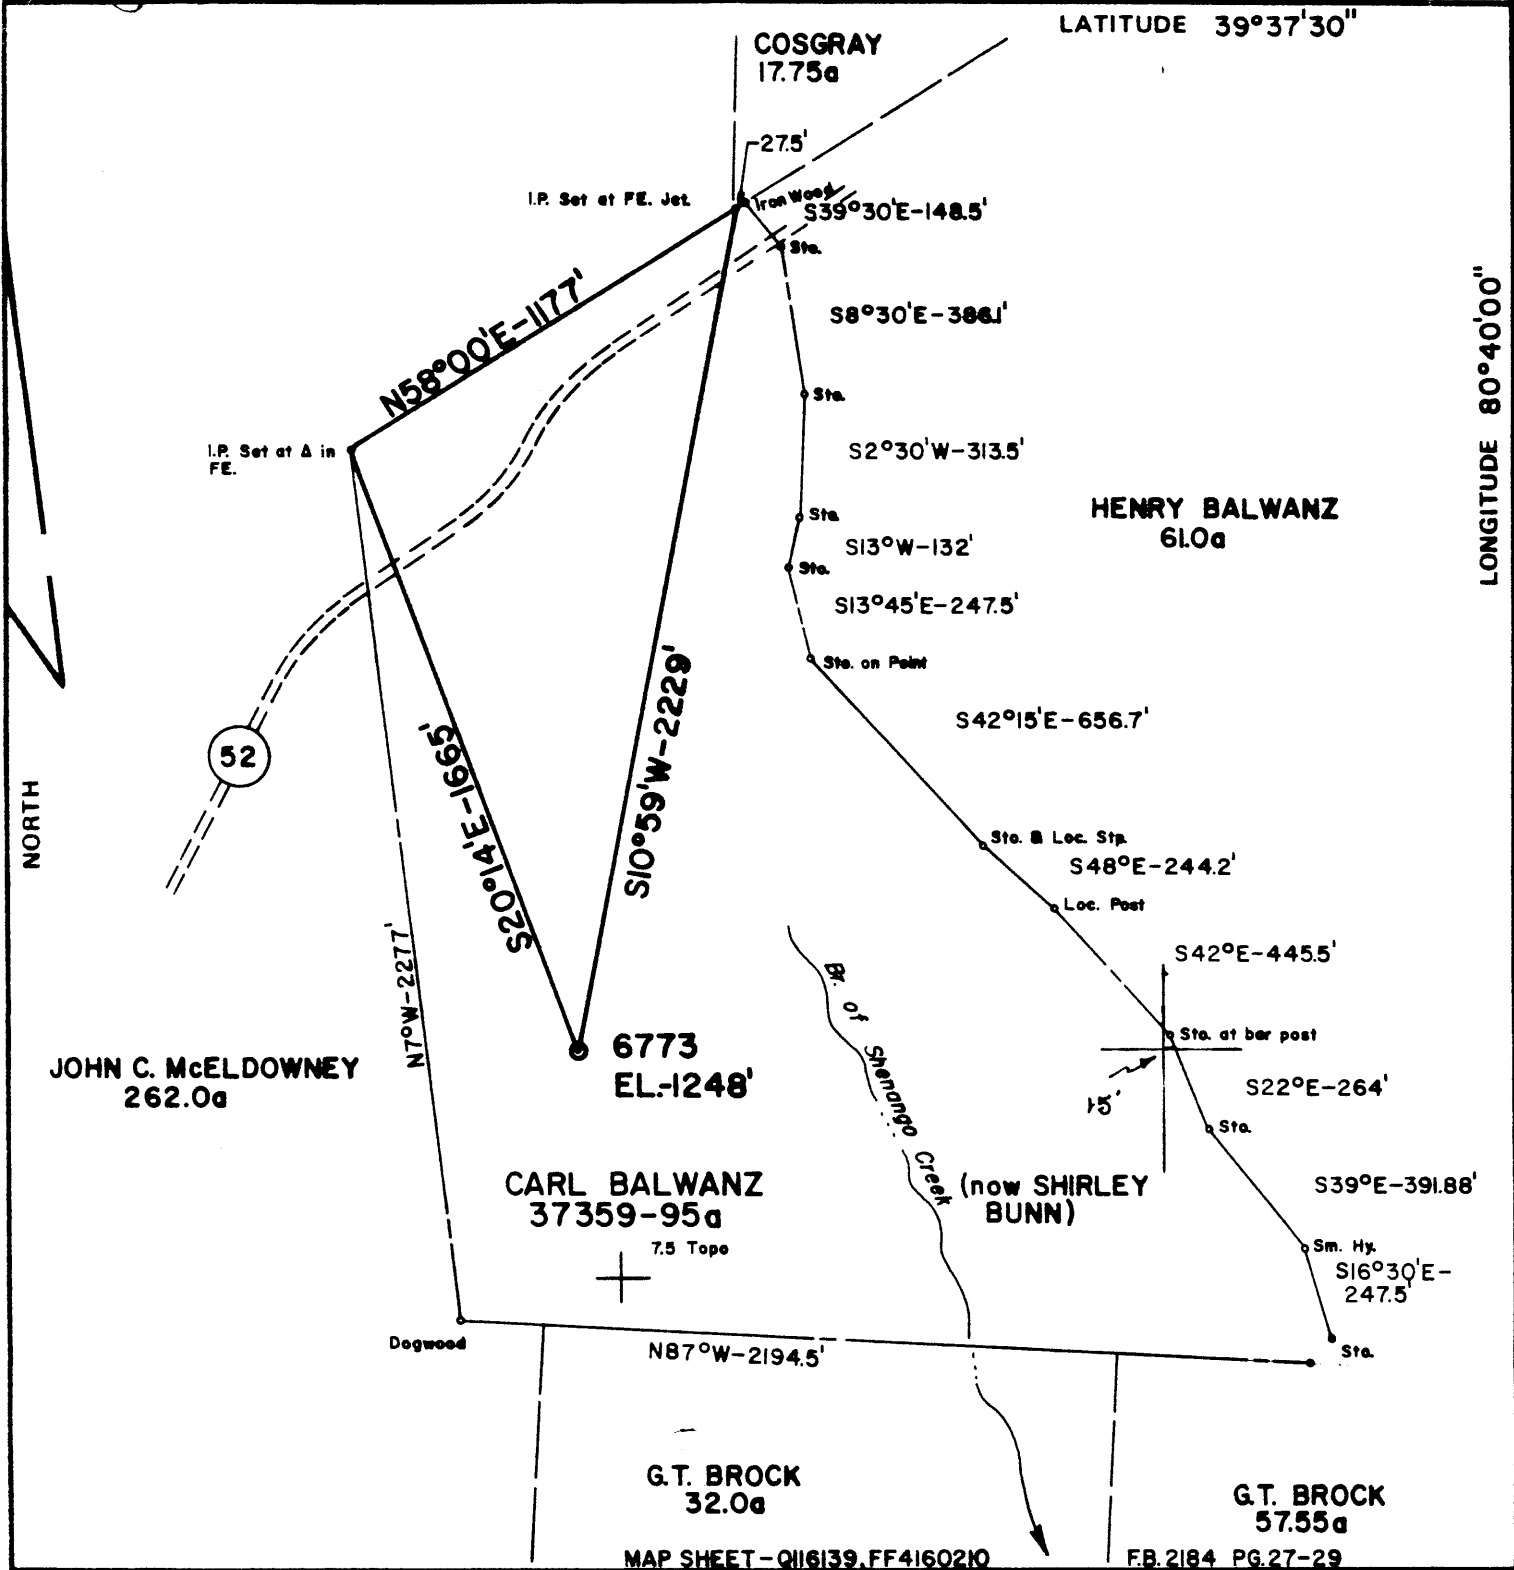 LATITUDE 39°37'30"
COSGRAY
17.75a
27.5'
I.P. Set at FE. Jct.
Iron Wood
S39°30'E-148.5'
Sta.
N58°00'E-1177'
S8°30'E-386.1'
LONGITUDE 80°40'00"
Sta.
I.P. Set at Δ in
FE.
S2°30'W-313.5'
HENRY BALWANZ
61.0a
Sta.
S13°W-132'
Sta.
S13°45'E-247.5'
Sta. on Point
S10°59'W-2229'
S20°14'E-1665'
S42°15'E-656.7'
52
NORTH
Sta. & Loc. Stp.
S48°E-244.2'
Loc. Post
N7°W-2277'
S42°E-445.5'
Br. of Shenango Creek
Sta. at bar post
6773
EL.-1248'
JOHN C. McELDOWNEY
262.0a
S22°E-264'
15'
Sta.
CARL BALWANZ
37359-95a
(now SHIRLEY
BUNN)
S39°E-391.88'
7.5 Topo
Sm. Hy.
S16°30'E-
247.5'
Dogwood
N87°W-2194.5'
Sta.
G.T. BROCK
32.0a
G.T. BROCK
57.55a
MAP SHEET-Q116139,FF4160210
F.B. 2184 PG. 27-29